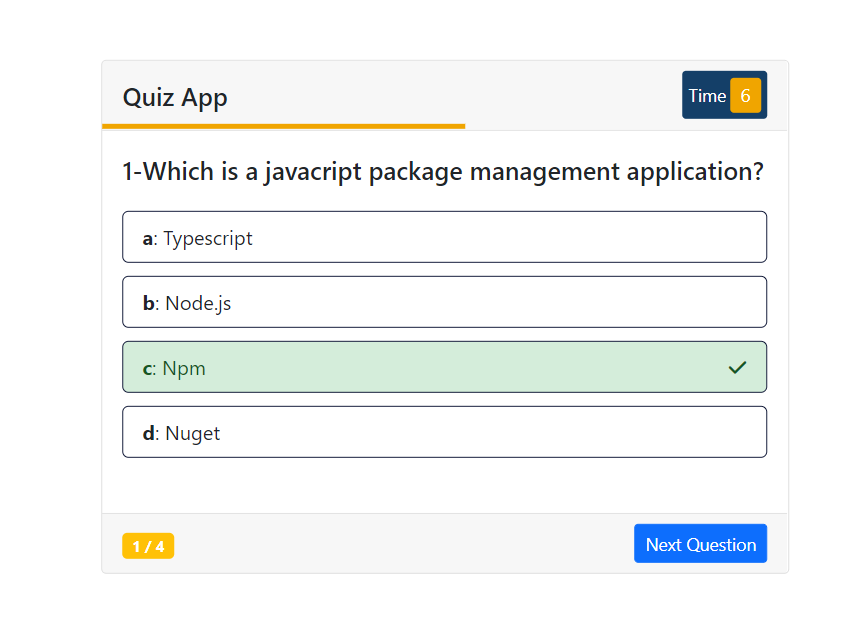 Quiz App
Time 6
1-Which is a javacript package management application?
a: Typescript
b: Node.js
c: Npm
d: Nuget
1 / 4
Next Question